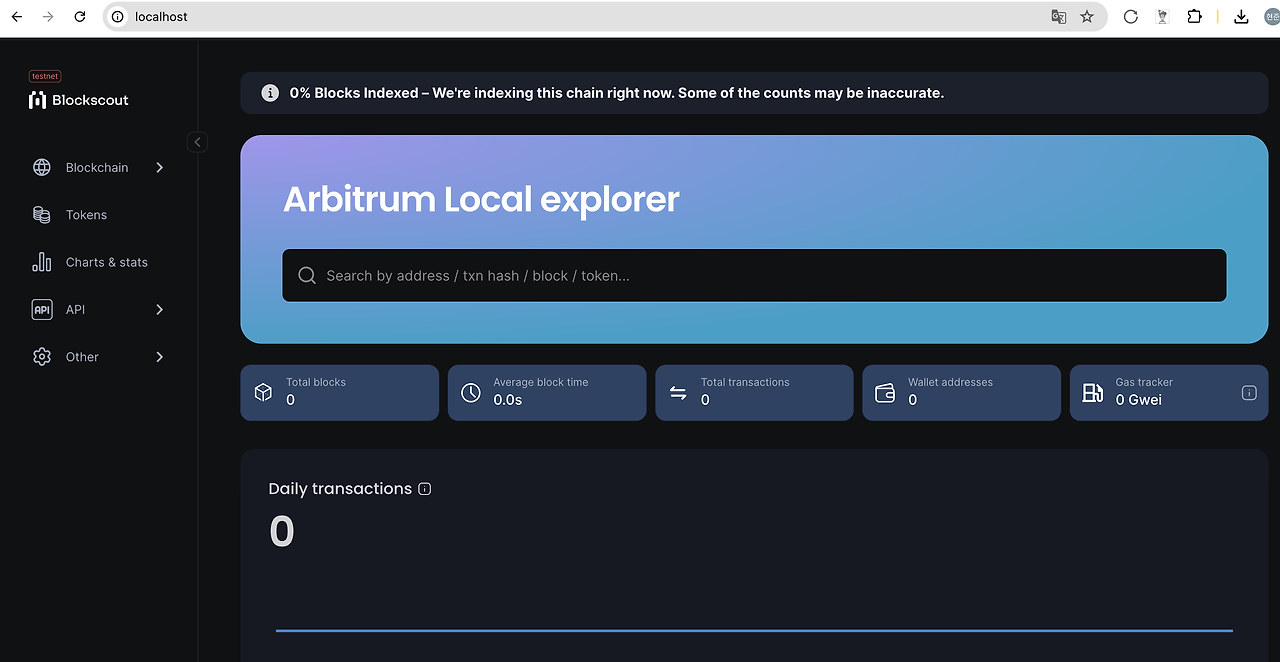 localhost
현준
testnet
Blockscout
Blockchain
Tokens
Charts & stats
API
API
Other
0% Blocks Indexed – We're indexing this chain right now. Some of the counts may be inaccurate.
Arbitrum Local explorer
Search by address / txn hash / block / token...
Total blocks
0
Average block time
0.0s
Total transactions
0
Wallet addresses
0
Gas tracker
0 Gwei
Daily transactions
0